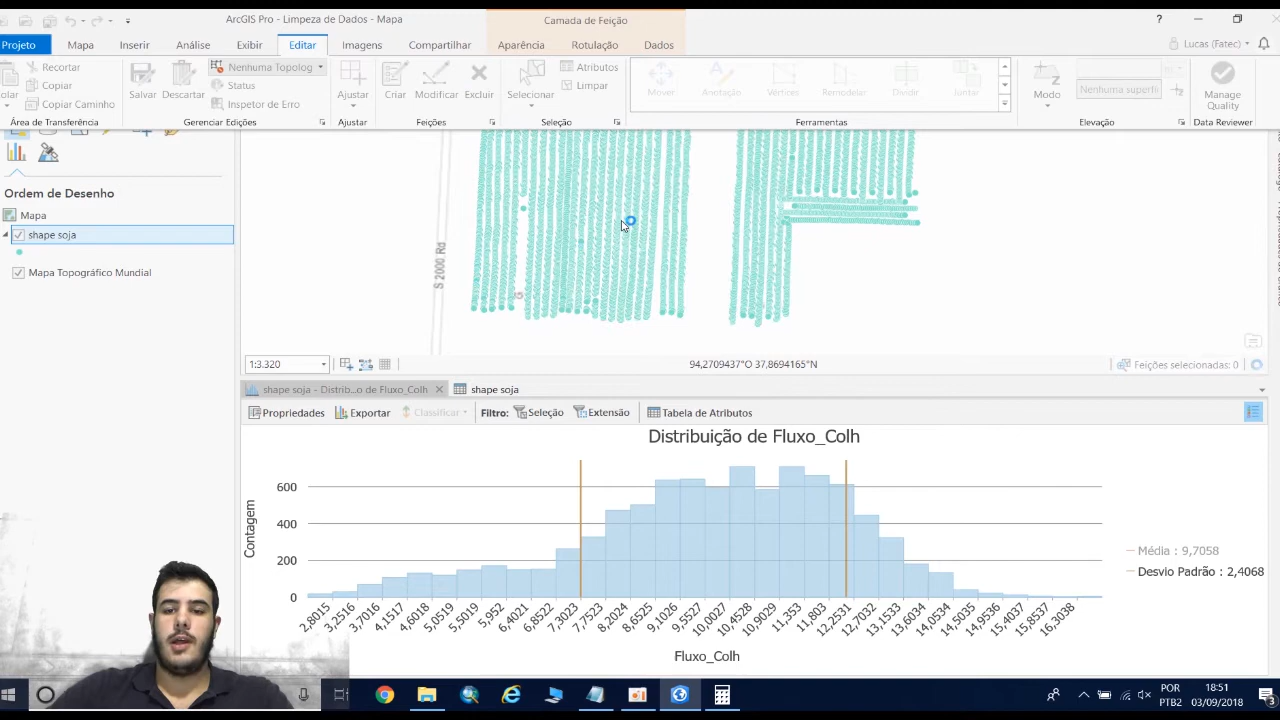 ArcGIS Pro - Limpeza de Dados - Mapa
Camada de Feição
?
Projeto
Mapa
Inserir
Análise
Exibir
Editar
Imagens
Compartilhar
Aparência
Rotulação
Dados
Lucas (Fatec)
Recortar
Copiar
Copiar Caminho
Área de Transferência
Salvar
Descartar
Nenhuma Topolog
Status
Inspetor de Erro
Gerenciar Edições
Ajustar
Ajustar
Criar
Modificar
Excluir
Feições
Selecionar
Atributos
Limpar
Seleção
Mover
Anotação
Vértices
Remodelar
Dividir
Juntar
Ferramentas
Modo
Nenhuma superfí
Elevação
Manage
Quality
Data Reviewer
Ordem de Desenho
Mapa
shape soja
Mapa Topográfico Mundial
S 2000 Rd
1:3.320
94,2709437°O 37,8694165°N
Feições selecionadas: 0
shape soja - Distrib...o de Fluxo_Colh
shape soja
Propriedades
Exportar
Classificar
Filtro:
Seleção
Extensão
Tabela de Atributos
Distribuição de Fluxo_Colh
Contagem
600
400
200
0
2,8015
3,2516
3,7016
4,1517
4,6018
5,0519
5,5019
5,952
6,4021
6,8522
7,3023
7,7523
8,2024
8,6525
9,1026
9,5527
10,0027
10,4528
10,9029
11,353
11,803
12,2531
12,7032
13,1533
13,6034
14,0534
14,5035
14,9536
15,4037
15,8537
16,3038
Fluxo_Colh
Média : 9,7058
Desvio Padrão : 2,4068
POR
PTB2
18:51
03/09/2018
3